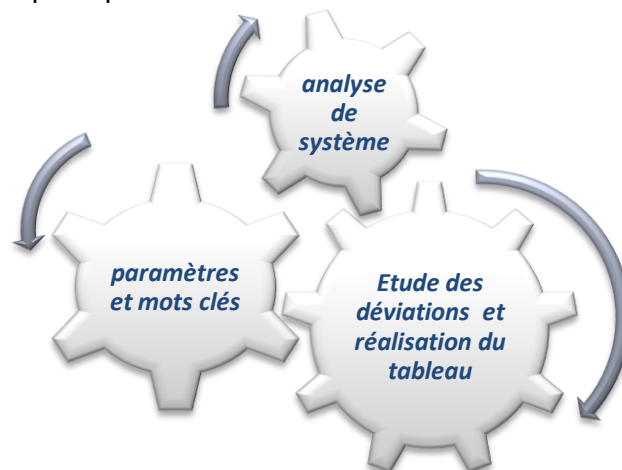 analyse
de
système
paramètres
et mots clés
Etude des
déviations et
réalisation du
tableau